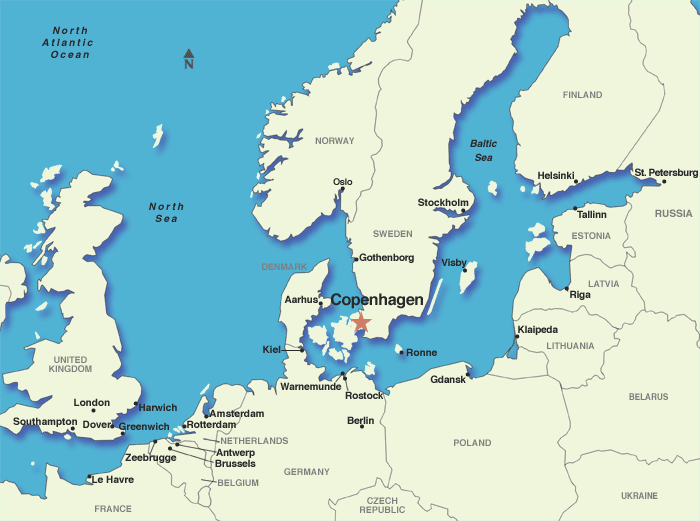 North
Atlantic
Ocean
N
FINLAND
NORWAY
Baltic
Sea
Helsinki
St. Petersburg
Oslo
North
Sea
Stockholm
Tallinn
RUSSIA
SWEDEN
ESTONIA
Gothenborg
Visby
DENMARK
LATVIA
Riga
Aarhus
Copenhagen
Klaipeda
LITHUANIA
Kiel
Ronne
UNITED
KINGDOM
Gdansk
Warnemunde
Rostock
BELARUS
London
Harwich
Amsterdam
Southampton
Dover
Greenwich
Rotterdam
Berlin
NETHERLANDS
POLAND
Zeebrugge
Antwerp
Brussels
GERMANY
Le Havre
BELGIUM
UKRAINE
CZECH
REPUBLIC
FRANCE